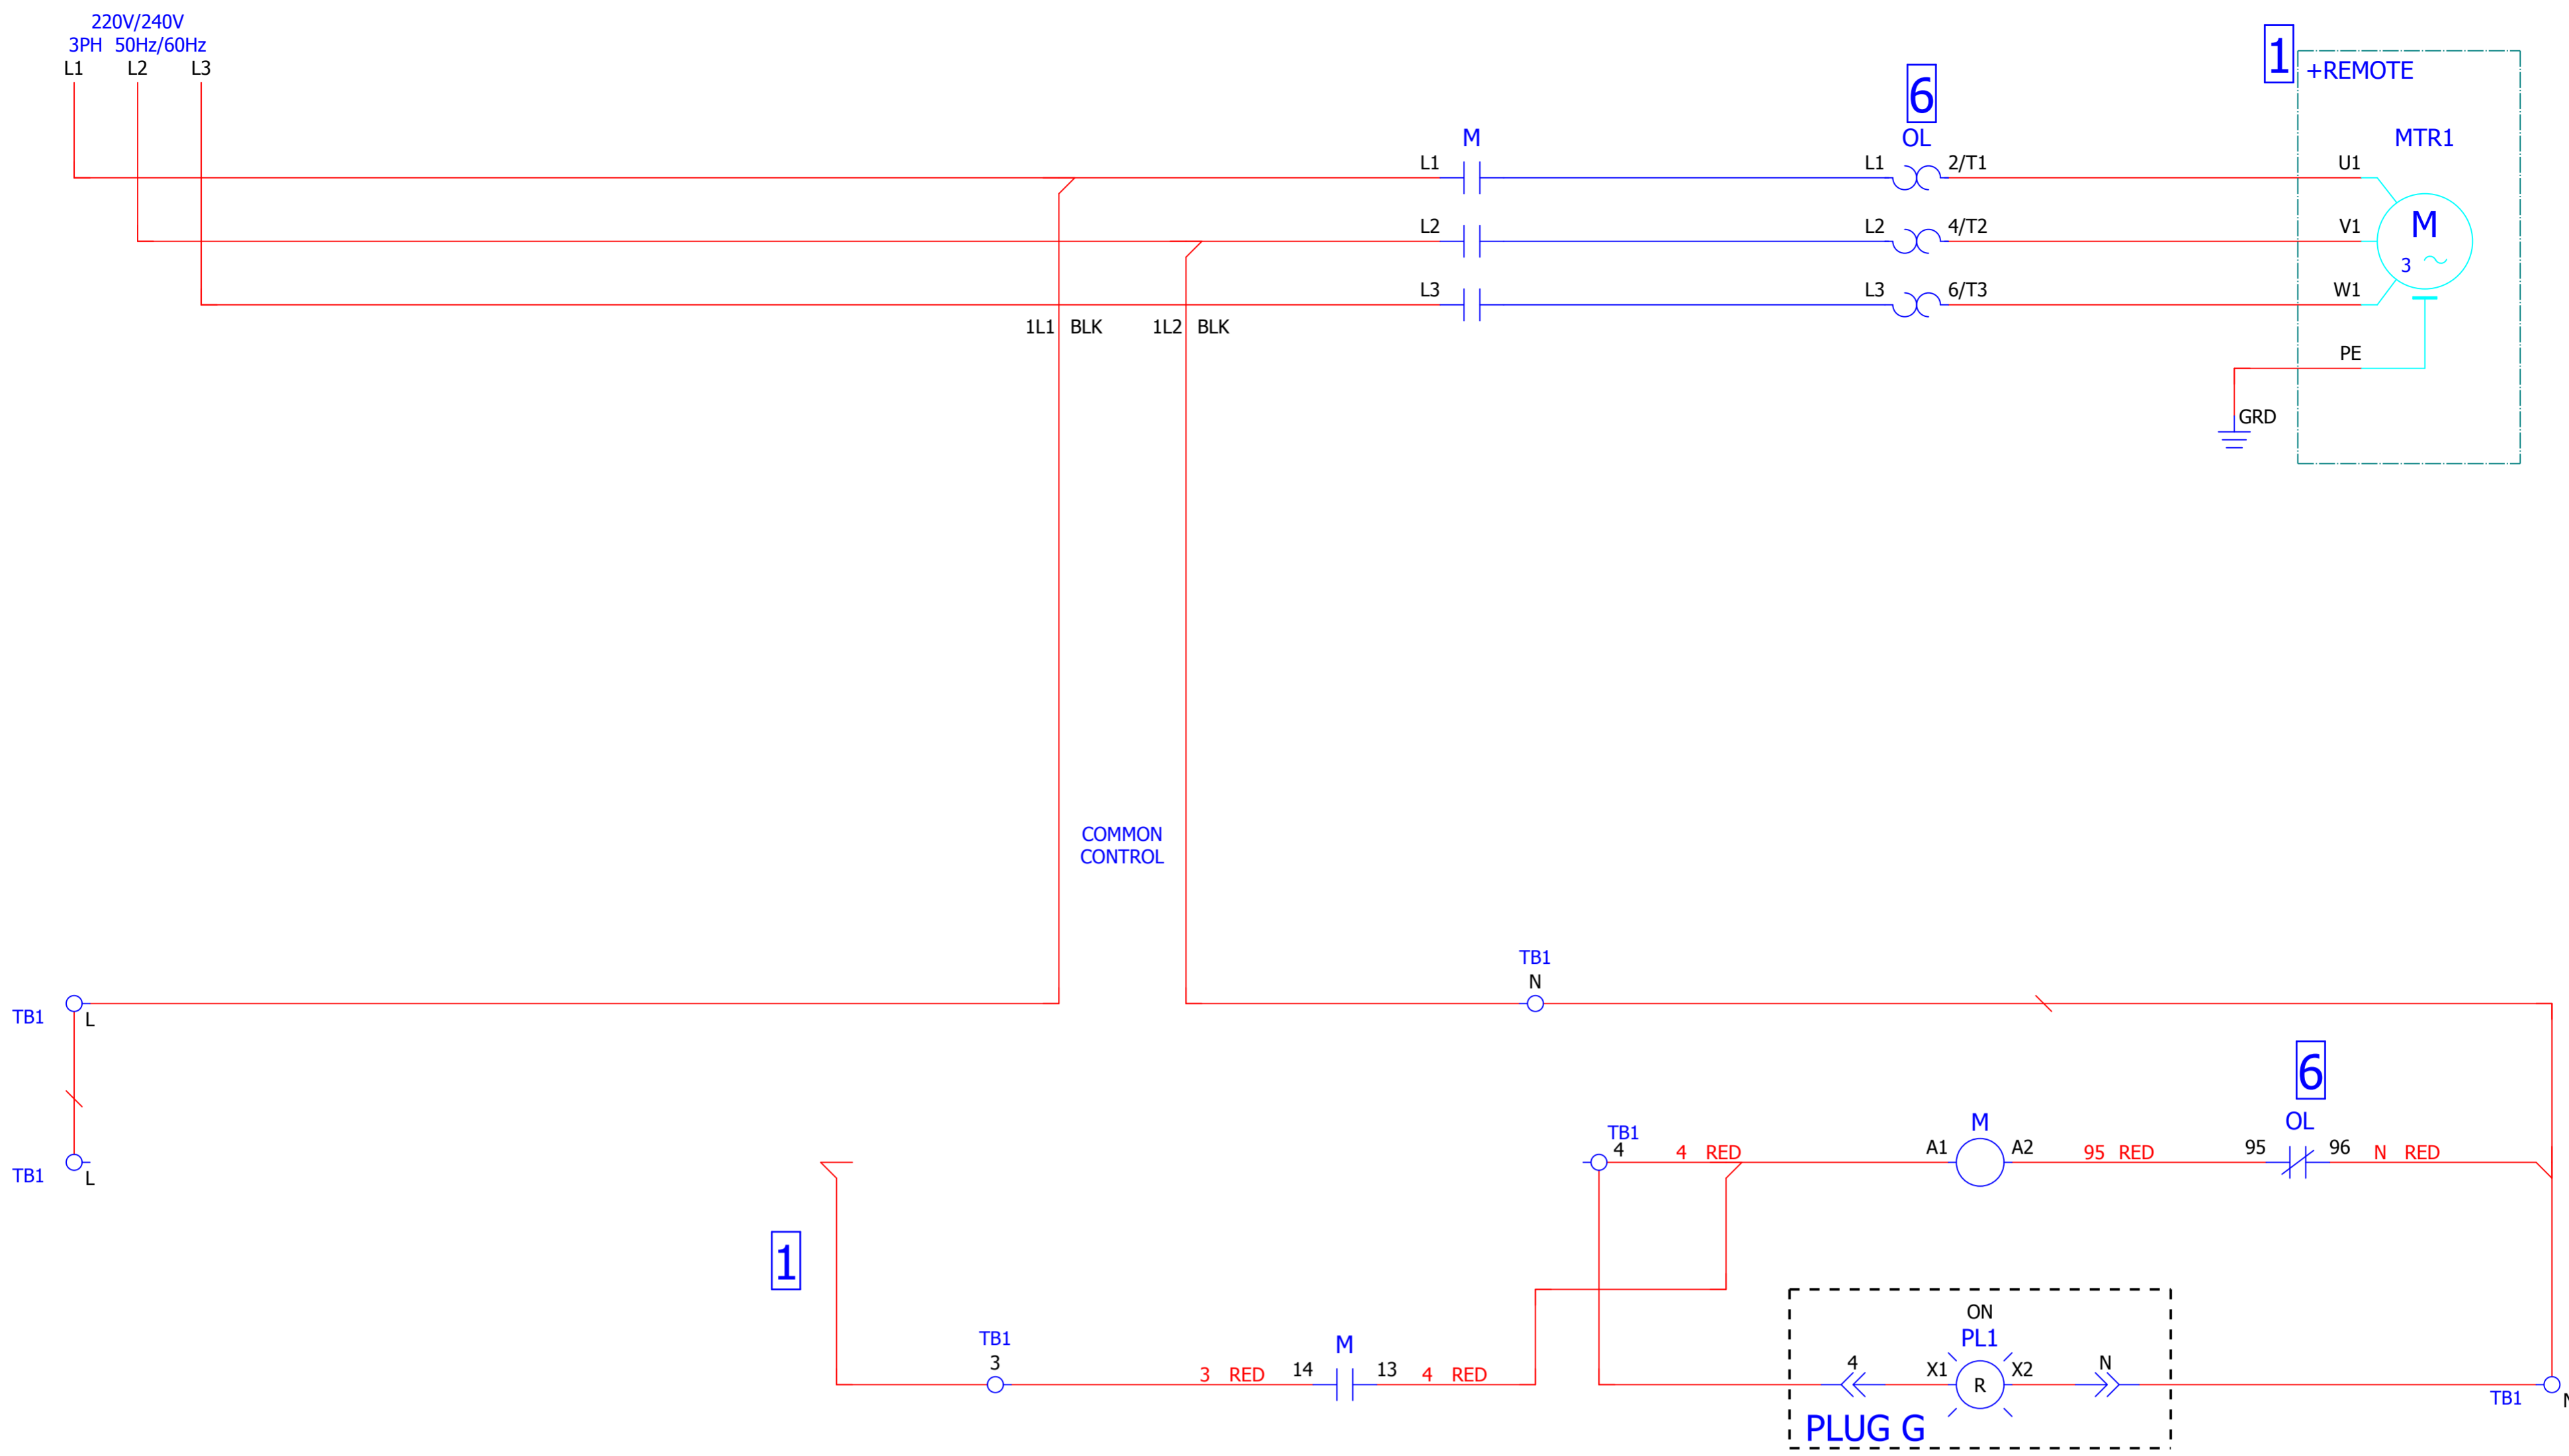 220V/240V
3PH 50Hz/60Hz
L1 L2 L3
1
+REMOTE
6
M OL MTR1
L1 L1 2/T1 U1
L2 L2 4/T2 V1
M
3
L3 L3 6/T3 W1
1L1 BLK 1L2 BLK
PE
GRD
COMMON
CONTROL
TB1
N
TB1 L
6
M OL
TB1
4
4 RED A1 A2 95 RED 95 96 N RED
TB1 L
1
ON
PL1
TB1 M
3 4 X1 X2 N
3 RED 14 13 4 RED
R
TB1
PLUG G